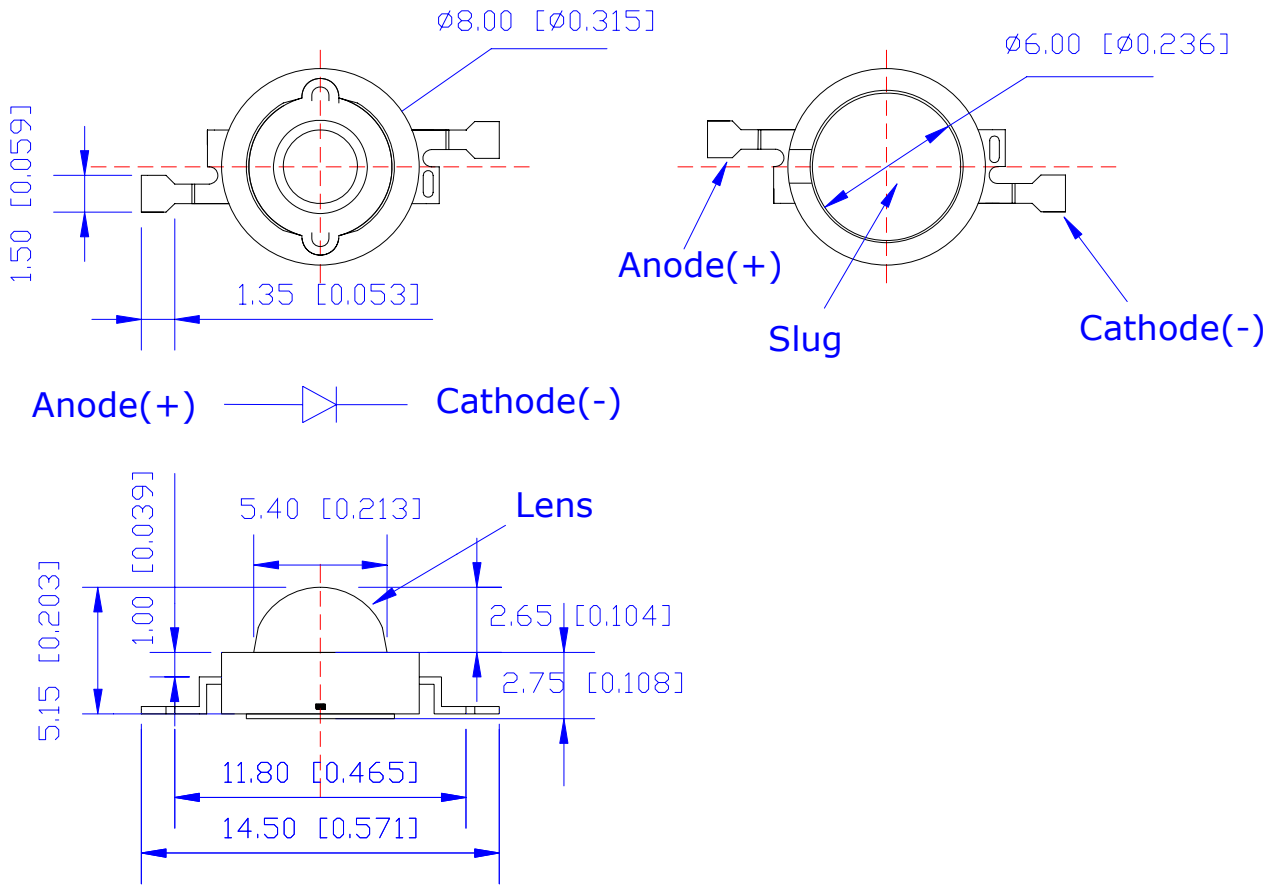 ø8.00 [ø0.315]
ø6.00 [ø0.236]
1.50 [0.059]
1.35 [0.053]
Anode(+)
Slug
Cathode(-)
Anode(+)
Cathode(-)
5.15 [0.203]
1.00 [0.039]
5.40 [0.213]
Lens
2.65 [0.104]
2.75 [0.108]
11.80 [0.465]
14.50 [0.571]